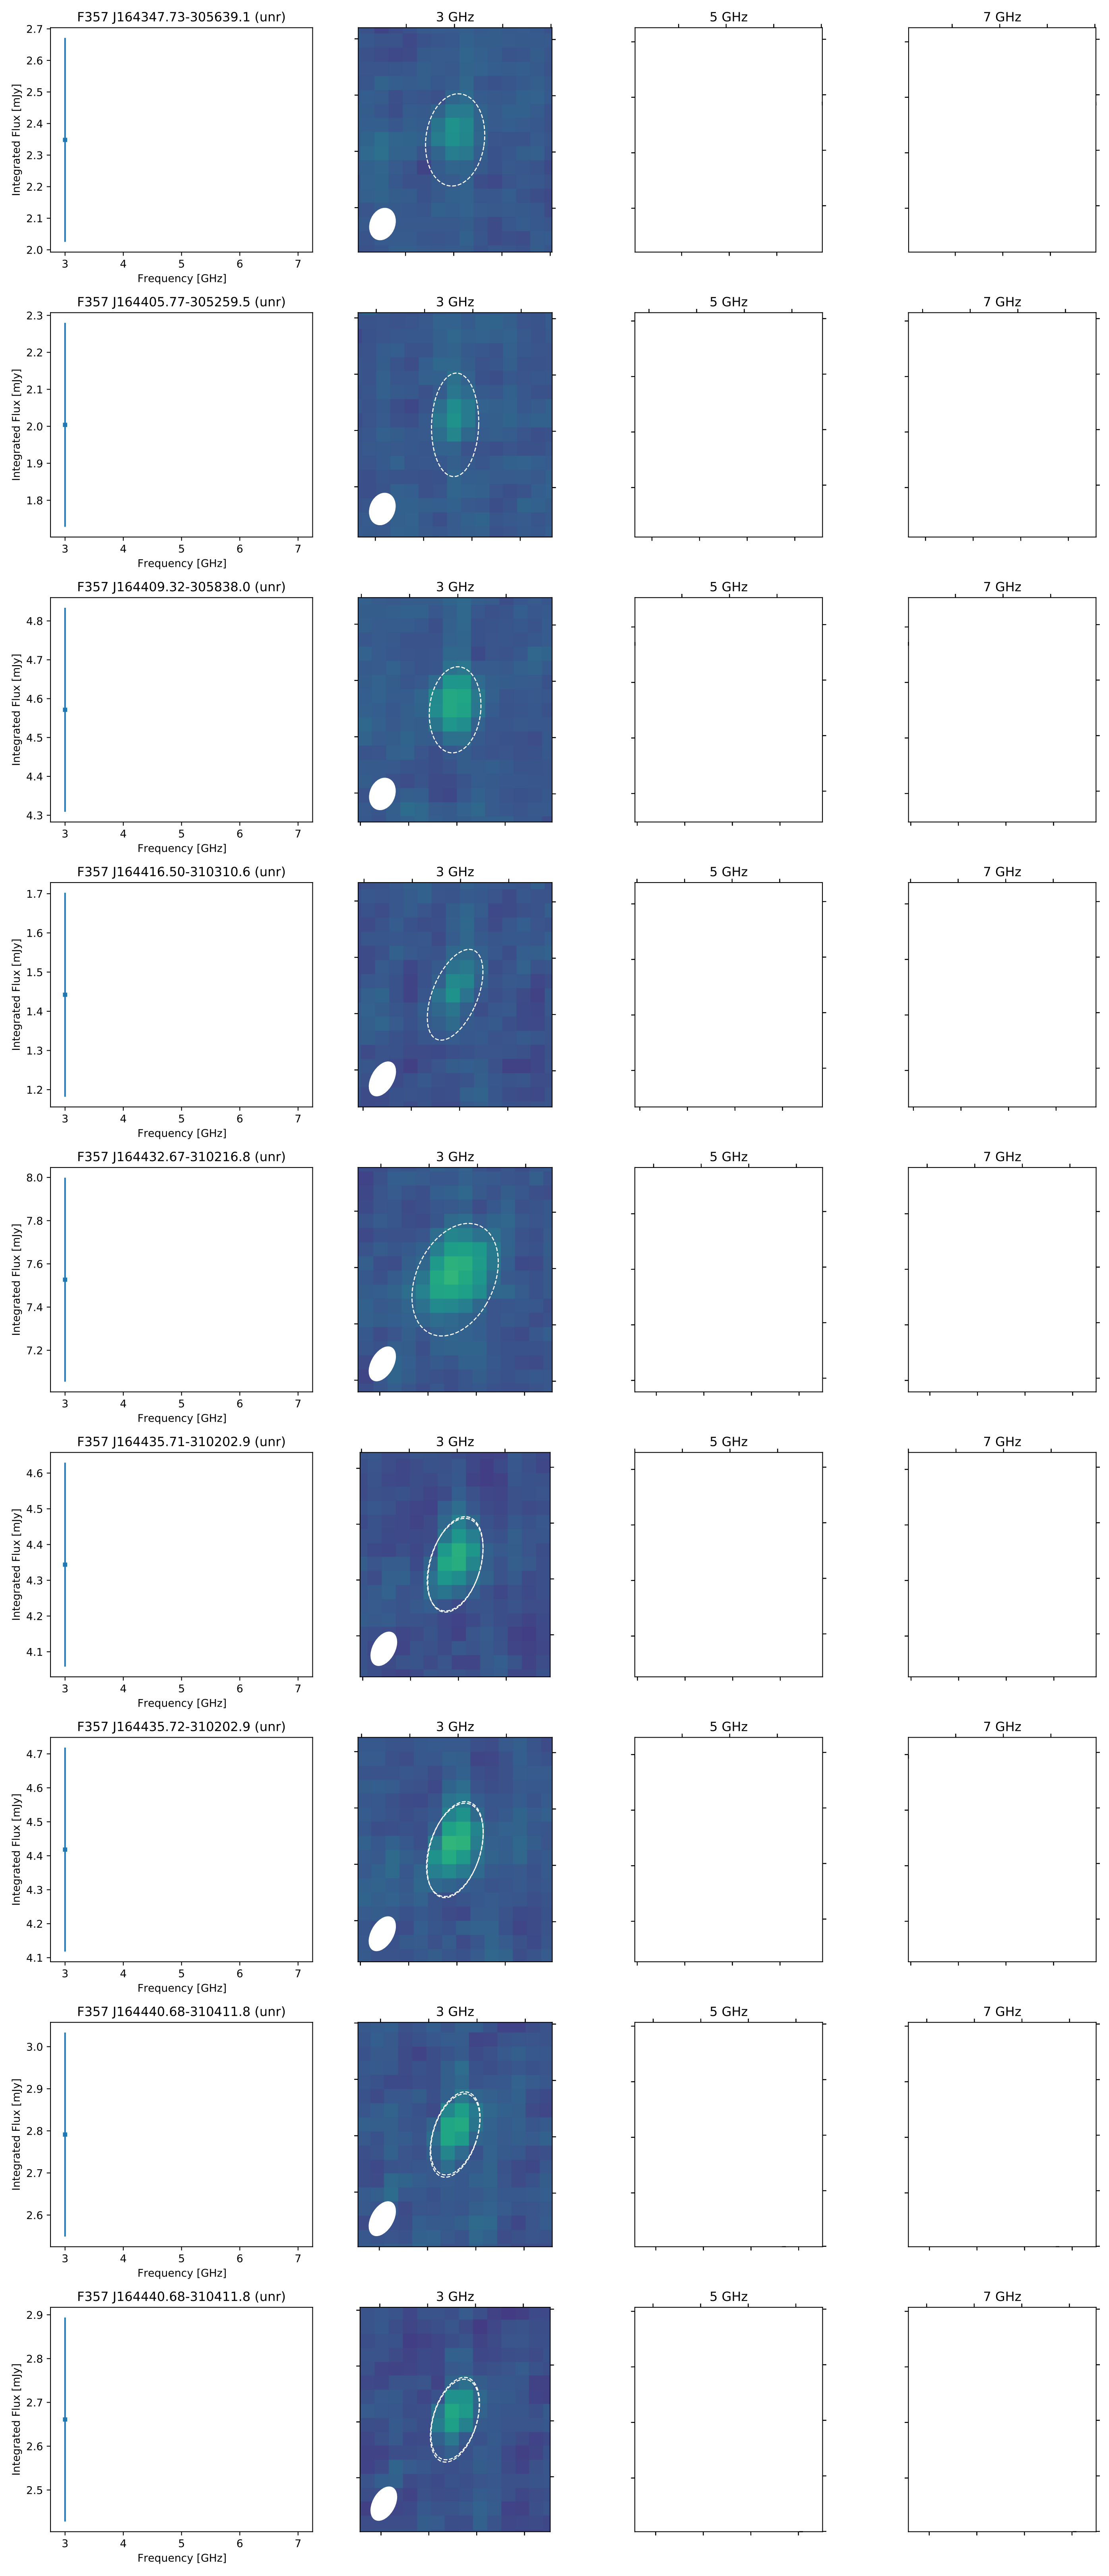 F357 J164347.73-305639.1 (unr) 3 GHz 5 GHz 7 GHz
2.7
2.6
2.5
2.4
2.3
2.2
2.1
2.0
Integrated Flux [mJy]
3 4 5 6 7
Frequency [GHz]
F357 J164405.77-305259.5 (unr) 3 GHz 5 GHz 7 GHz
2.3
2.2
2.1
2.0
1.9
1.8
Integrated Flux [mJy]
3 4 5 6 7
Frequency [GHz]
F357 J164409.32-305838.0 (unr) 3 GHz 5 GHz 7 GHz
4.8
4.7
4.6
4.5
4.4
4.3
Integrated Flux [mJy]
3 4 5 6 7
Frequency [GHz]
F357 J164416.50-310310.6 (unr) 3 GHz 5 GHz 7 GHz
1.7
1.6
1.5
1.4
1.3
1.2
Integrated Flux [mJy]
3 4 5 6 7
Frequency [GHz]
F357 J164432.67-310216.8 (unr) 3 GHz 5 GHz 7 GHz
8.0
7.8
7.6
7.4
7.2
Integrated Flux [mJy]
3 4 5 6 7
Frequency [GHz]
F357 J164435.71-310202.9 (unr) 3 GHz 5 GHz 7 GHz
4.6
4.5
4.4
4.3
4.2
4.1
Integrated Flux [mJy]
3 4 5 6 7
Frequency [GHz]
F357 J164435.72-310202.9 (unr) 3 GHz 5 GHz 7 GHz
4.7
4.6
4.5
4.4
4.3
4.2
4.1
Integrated Flux [mJy]
3 4 5 6 7
Frequency [GHz]
F357 J164440.68-310411.8 (unr) 3 GHz 5 GHz 7 GHz
3.0
2.9
2.8
2.7
2.6
Integrated Flux [mJy]
3 4 5 6 7
Frequency [GHz]
F357 J164440.68-310411.8 (unr) 3 GHz 5 GHz 7 GHz
2.9
2.8
2.7
2.6
2.5
Integrated Flux [mJy]
3 4 5 6 7
Frequency [GHz]